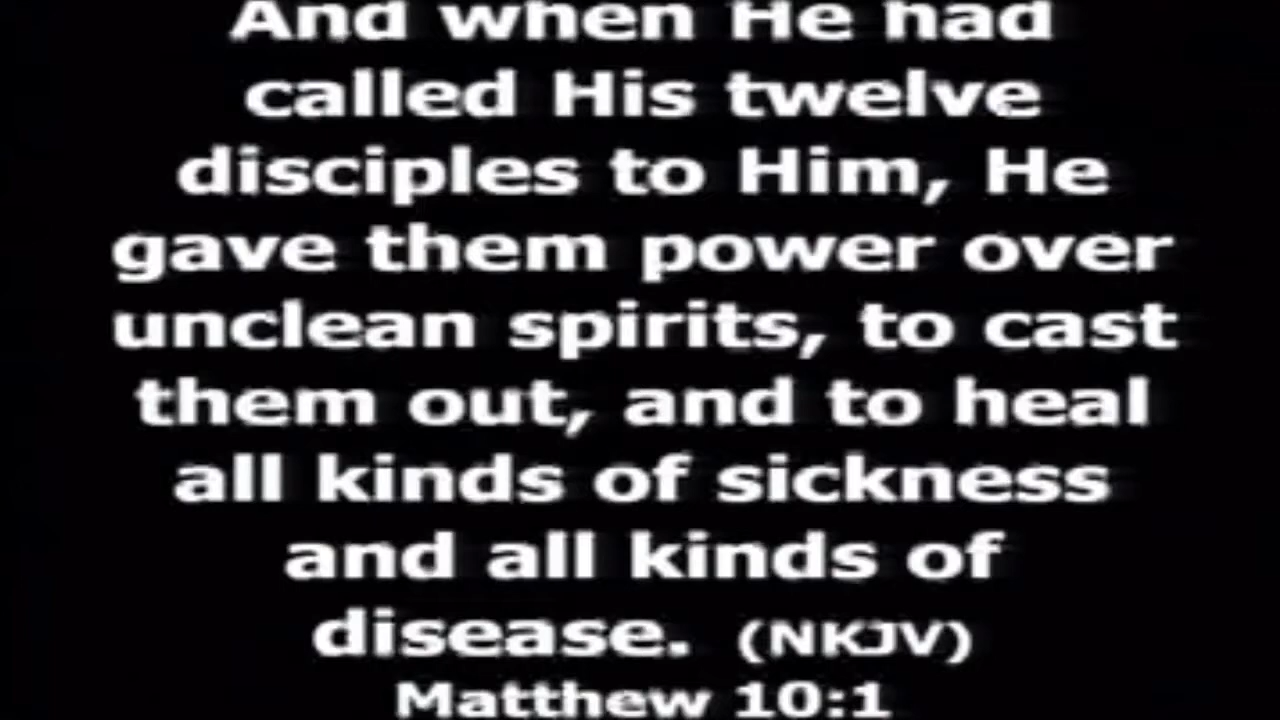 And when He had
called His twelve
disciples to Him, He
gave them power over
unclean spirits, to cast
them out, and to heal
all kinds of sickness
and all kinds of
disease. (NKJV)
Matthew 10:1